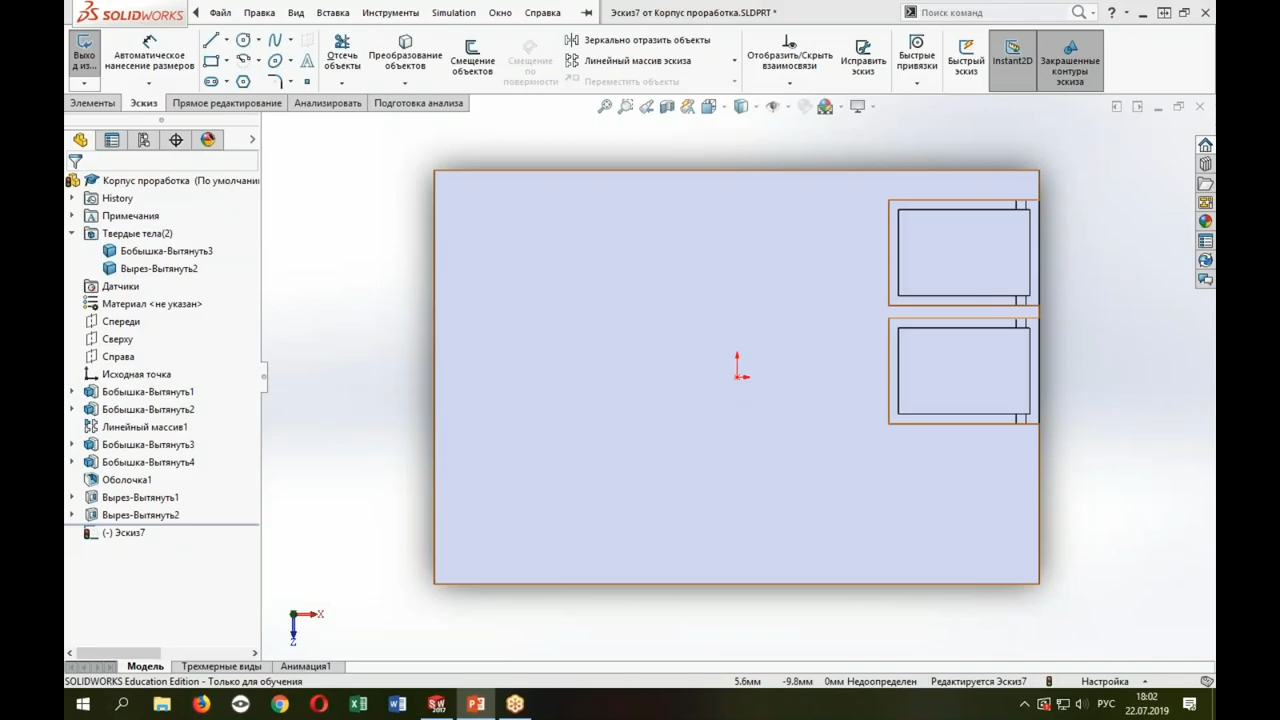 SOLIDWORKS
Файл Правка Вид Вставка Инструменты Simulation Окно Справка
Эскиз7 от Корпус проработка.SLDPRT *
Поиск команд
?
Выхо
д из...
Автоматическое
нанесение размеров
Отсечь
объекты
Преобразование
объектов
Смещение
объектов
Смещение
по
поверхности
Зеркально отразить объекты
Линейный массив эскиза
Переместить объекты
Отобразить/Скрыть
взаимосвязи
Исправить
эскиз
Быстрые
привязки
Быстрый
эскиз
Instant2D
Закрашенные
контуры
эскиза
Элементы Эскиз Прямое редактирование Анализировать Подготовка анализа
Корпус проработка (По умолчани
History
Примечания
Твердые тела(2)
Бобышка-Вытянуть3
Вырез-Вытянуть2
Датчики
Материал <не указан>
Спереди
Сверху
Справа
Исходная точка
Бобышка-Вытянуть1
Бобышка-Вытянуть2
Линейный массив1
Бобышка-Вытянуть3
Бобышка-Вытянуть4
Оболочка1
Вырез-Вытянуть1
Вырез-Вытянуть2
(-) Эскиз7
X
Z
Модель Трехмерные виды Анимация1
SOLIDWORKS Education Edition - Только для обучения
5.6мм -9.8мм 0мм Недоопределен Редактируется Эскиз7 Настройка
РУС
18:02
22.07.2019